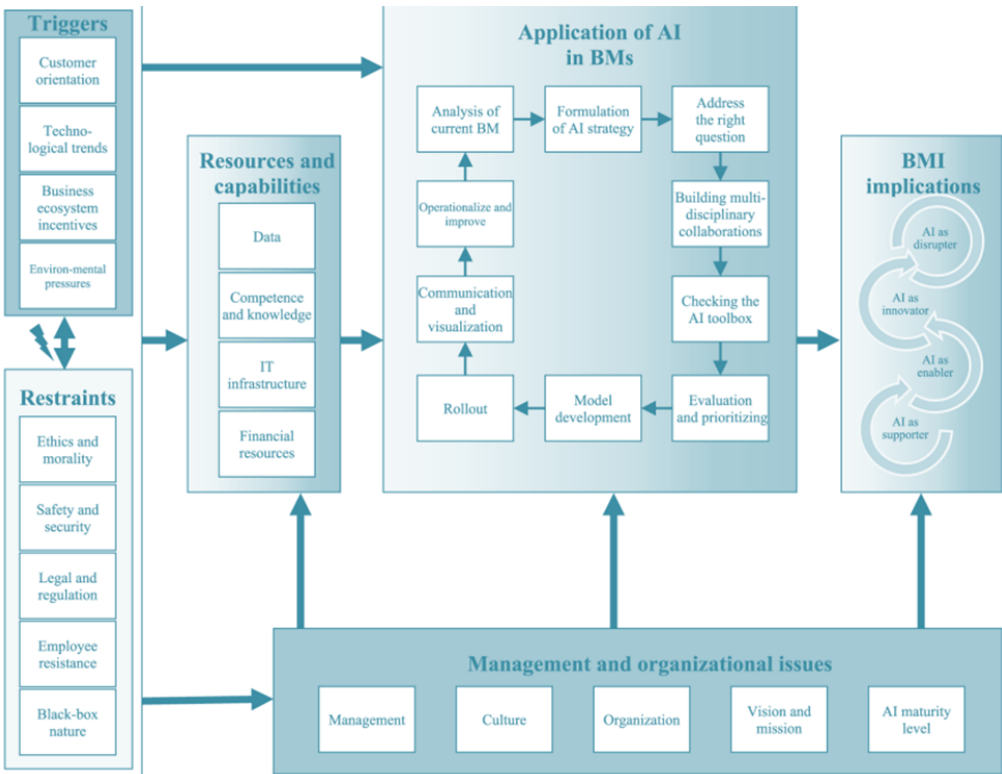 Triggers
Customer
orientation
Techno-
logical trends
Business
ecosystem
incentives
Environ-mental
pressures
Restraints
Ethics and
morality
Safety and
security
Legal and
regulation
Employee
resistance
Black-box
nature
Resources and
capabilities
Data
Competence
and knowledge
IT
infrastructure
Financial
resources
Application of AI
in BMs
Analysis of
current BM
Formulation
of AI strategy
Address
the right
question
Building multi-
disciplinary
collaborations
Checking the
AI toolbox
Evaluation
and prioritizing
Model
development
Rollout
Communication
and
visualization
Operationalize and
improve
BMI
implications
AI as
disrupter
AI as
innovator
AI as
enabler
AI as
supporter
Management and organizational issues
Management
Culture
Organization
Vision and
mission
AI maturity
level